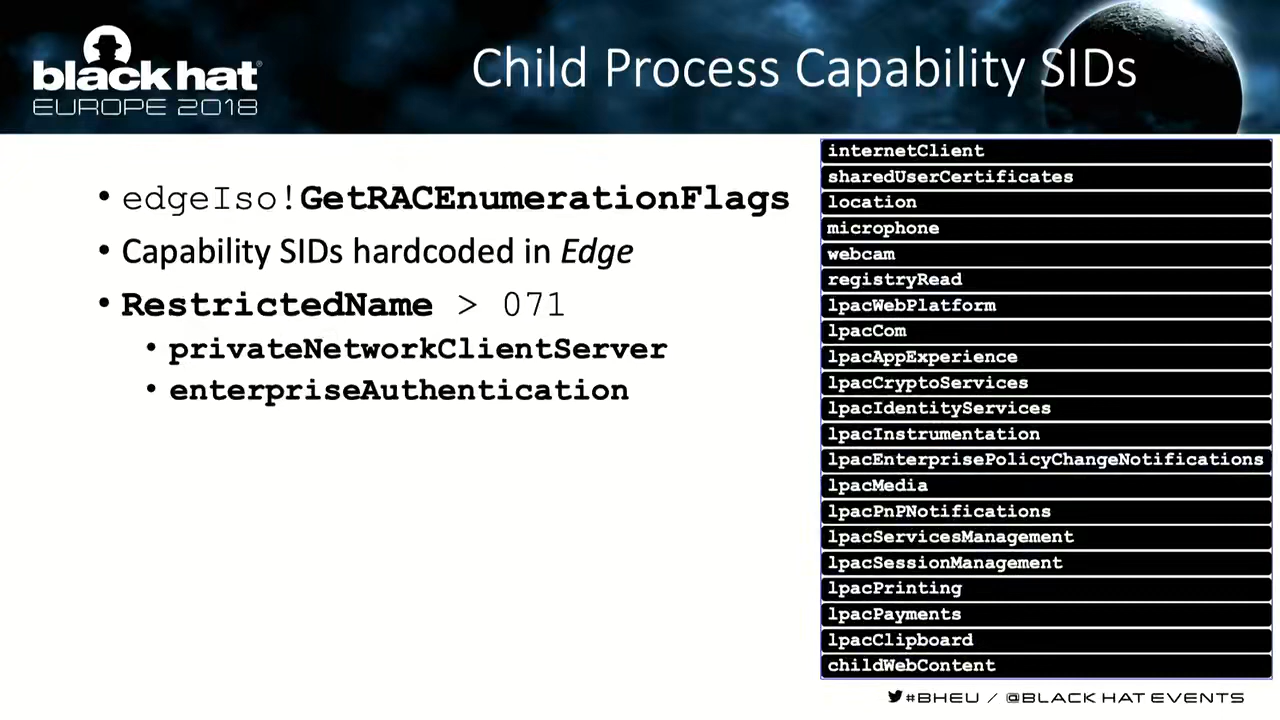 black hat
EUROPE 2018
Child Process Capability SIDs
• edgeIso!GetRACEnumerationFlags
• Capability SIDs hardcoded in Edge
• RestrictedName > 071
• privateNetworkClientServer
• enterpriseAuthentication
internetClient
sharedUserCertificates
location
microphone
webcam
registryRead
lpacWebPlatform
lpacCom
lpacAppExperience
lpacCryptoServices
lpacIdentityServices
lpacInstrumentation
lpacEnterprisePolicyChangeNotifications
lpacMedia
lpacPnPNotifications
lpacServicesManagement
lpacSessionManagement
lpacPrinting
lpacPayments
lpacClipboard
childWebContent
#BHEU / @BLACK HAT EVENTS